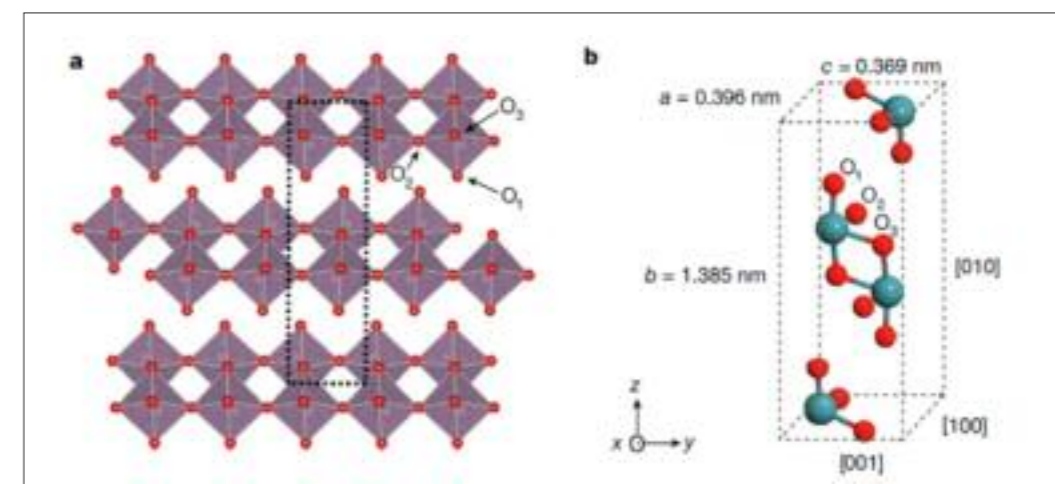 a
O₃
O₂
O₁
b
c = 0.369 nm
a = 0.396 nm
O₁
O₂
O₃
b = 1.385 nm
[010]
z
x
y
[100]
[001]